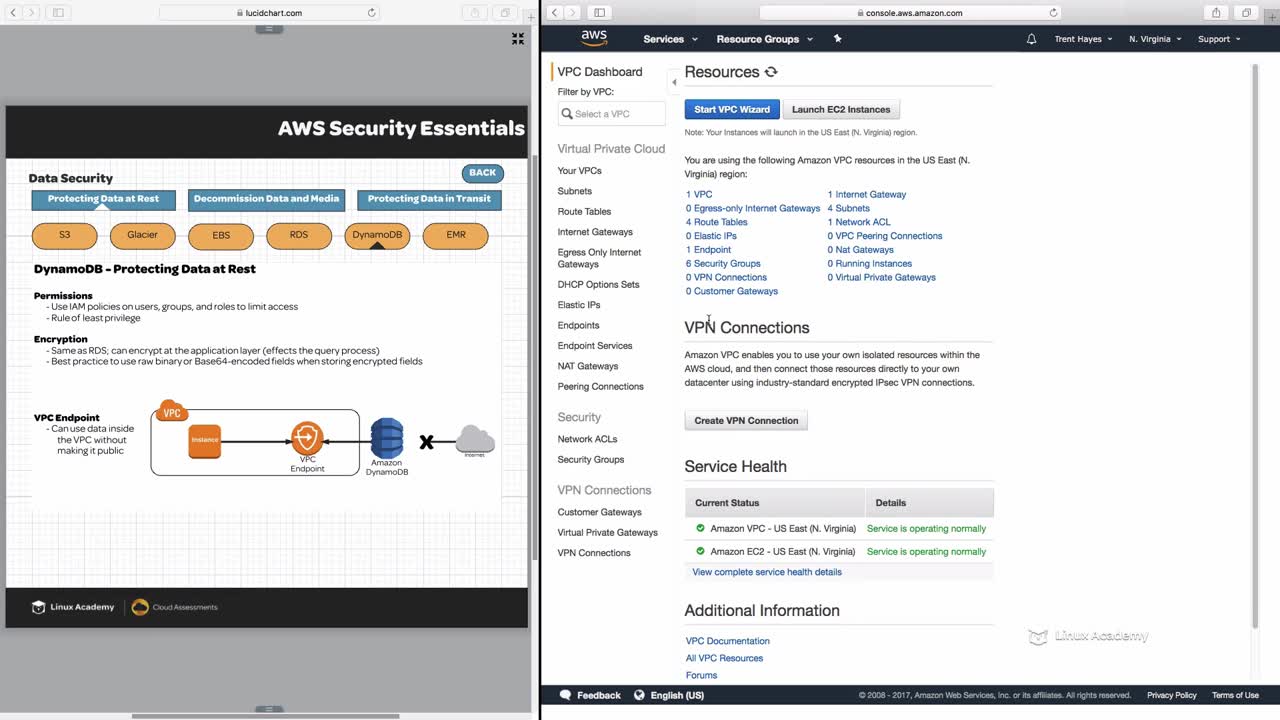 lucidchart.com
AWS Security Essentials
Data Security
BACK
Protecting Data at Rest
Decommission Data and Media
Protecting Data in Transit
S3
Glacier
EBS
RDS
DynamoDB
EMR
DynamoDB - Protecting Data at Rest
Permissions
- Use IAM policies on users, groups, and roles to limit access
- Rule of least privilege
Encryption
- Same as RDS; can encrypt at the application layer (effects the query process)
- Best practice to use raw binary or Base64-encoded fields when storing encrypted fields
VPC Endpoint
- Can use data inside
the VPC without
making it public
VPC
Instance
VPC
Endpoint
Amazon
DynamoDB
X
Internet
Linux Academy
Cloud Assessments
console.aws.amazon.com
aws
Services
Resource Groups
Trent Hayes
N. Virginia
Support
VPC Dashboard
Filter by VPC:
Select a VPC
Virtual Private Cloud
Your VPCs
Subnets
Route Tables
Internet Gateways
Egress Only Internet
Gateways
DHCP Options Sets
Elastic IPs
Endpoints
Endpoint Services
NAT Gateways
Peering Connections
Security
Network ACLs
Security Groups
VPN Connections
Customer Gateways
Virtual Private Gateways
VPN Connections
Resources
Start VPC Wizard
Launch EC2 Instances
Note: Your Instances will launch in the US East (N. Virginia) region.
You are using the following Amazon VPC resources in the US East (N.
Virginia) region:
1 VPC
1 Internet Gateway
0 Egress-only Internet Gateways
4 Subnets
4 Route Tables
1 Network ACL
0 Elastic IPs
0 VPC Peering Connections
1 Endpoint
0 Nat Gateways
6 Security Groups
0 Running Instances
0 VPN Connections
0 Virtual Private Gateways
0 Customer Gateways
VPN Connections
Amazon VPC enables you to use your own isolated resources within the
AWS cloud, and then connect those resources directly to your own
datacenter using industry-standard encrypted IPsec VPN connections.
Create VPN Connection
Service Health
Current Status
Details
Amazon VPC - US East (N. Virginia)
Service is operating normally
Amazon EC2 - US East (N. Virginia)
Service is operating normally
View complete service health details
Additional Information
VPC Documentation
All VPC Resources
Forums
Linux Academy
Feedback
English (US)
© 2008 - 2017, Amazon Web Services, Inc. or its affiliates. All rights reserved.
Privacy Policy
Terms of Use